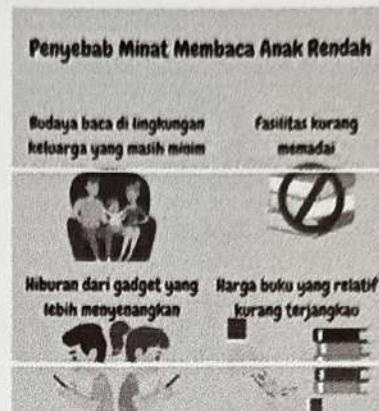 Penyebab Minat Membaca Anak Rendah
Budaya baca di lingkungan
keluarga yang masih minim
Fasilitas kurang
memadai
Hiburan dari gadget yang
lebih menyenangkan
Harga buku yang relatif
kurang terjangkau